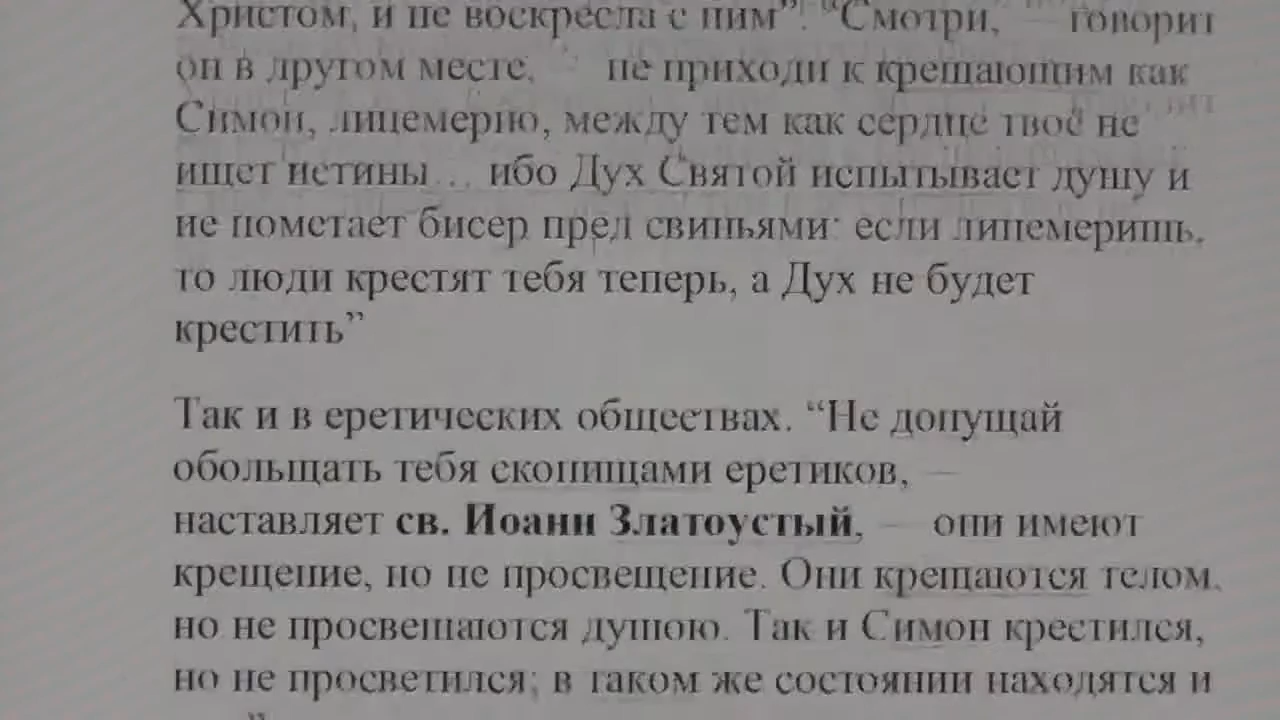 Христом, и не воскресла с ним”. “Смотри, — говорит
он в другом месте, не приходи к крещающим как
Симон, лицемерно, между тем как сердце твоё не
ищет истины... ибо Дух Святой испытывает душу и
не пометает бисер пред свиньями: если лицемеришь,
то люди крестят тебя теперь, а Дух не будет
крестить”
Так и в еретических обществах. “Не допущай
обольщать тебя скопищами еретиков, —
наставляет св. Иоанн Златоустый, — они имеют
крещение, но не просвещение. Они крещаются телом,
но не просвещаются душою. Так и Симон крестился,
но не просветился; в таком же состоянии находятся и